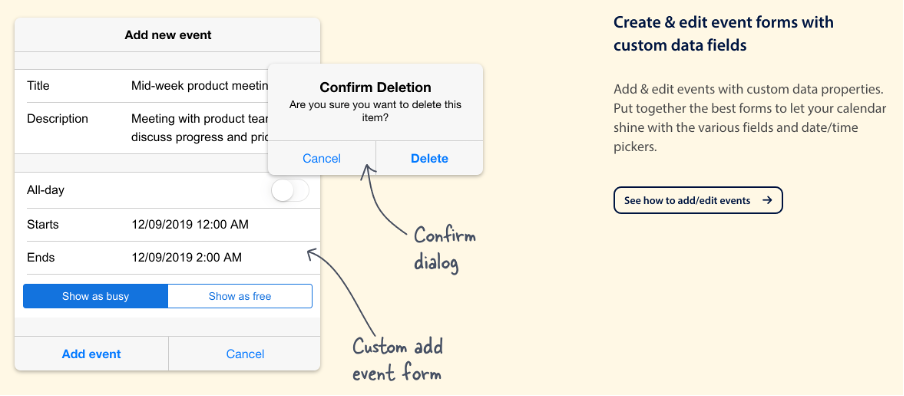 Add new event
Title
Mid-week product meetin
Description
Meeting with product tean
discuss progress and pric
Confirm Deletion
Are you sure you want to delete this
item?
Cancel
Delete
All-day
Starts
12/09/2019 12:00 AM
Ends
12/09/2019 2:00 AM
Show as busy
Show as free
Add event
Cancel
Confirm
dialog
Custom add
event form
Create & edit event forms with
custom data fields
Add & edit events with custom data properties.
Put together the best forms to let your calendar
shine with the various fields and date/time
pickers.
See how to add/edit events